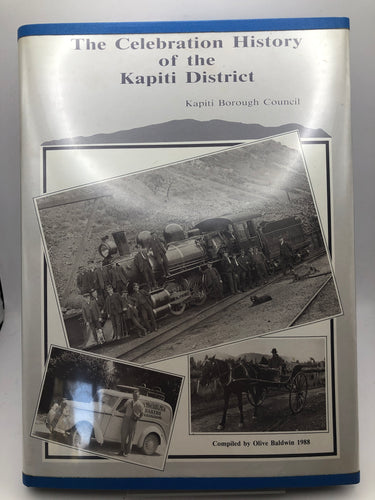 The Celebration History
of the
Kapiti District
Kapiti Borough Council
Compiled by Olive Baldwin 1988